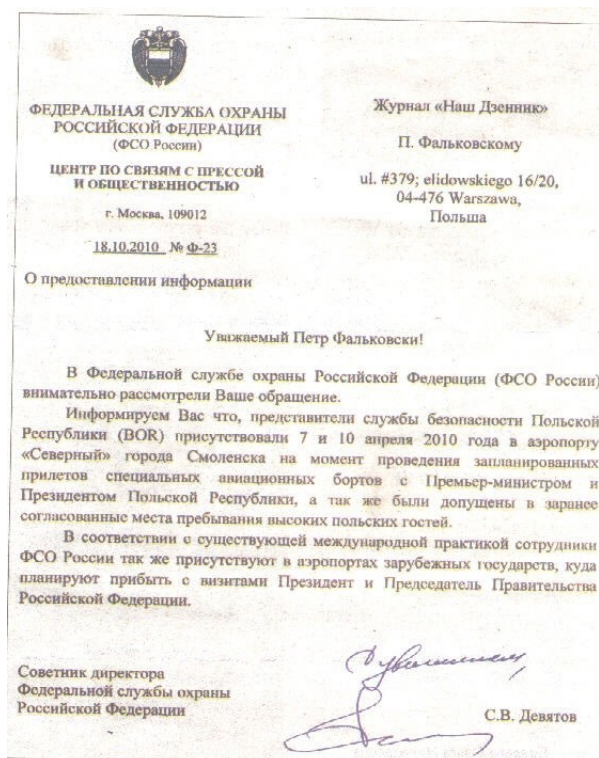 ФЕДЕРАЛЬНАЯ СЛУЖБА ОХРАНЫ
РОССИЙСКОЙ ФЕДЕРАЦИИ
(ФСО России)
ЦЕНТР ПО СВЯЗЯМ С ПРЕССОЙ
И ОБЩЕСТВЕННОСТЬЮ
г. Москва, 109012
18.10.2010 № Ф-23
О предоставлении информации
Журнал «Наш Дзенник»
П. Фальковскому
ul. #379; elidowskiego 16/20,
04-476 Warszawa,
Польша
Уважаемый Петр Фальковски!
В Федеральной службе охраны Российской Федерации (ФСО России)
внимательно рассмотрели Ваше обращение.
Информируем Вас что, представители службы безопасности Польской
Республики (BOR) присутствовали 7 и 10 апреля 2010 года в аэропорту
«Северный» города Смоленска на момент проведения запланированных
прилетов специальных авиационных бортов с Премьер-министром и
Президентом Польской Республики, а так же были допущены в заранее
согласованные места пребывания высоких польских гостей.
В соответствии с существующей международной практикой сотрудники
ФСО России так же присутствуют в аэропортах зарубежных государств, куда
планируют прибыть с визитами Президент и Председатель Правительства
Российской Федерации.
С уважением,
Советник директора
Федеральной службы охраны
Российской Федерации
С.В. Девятов